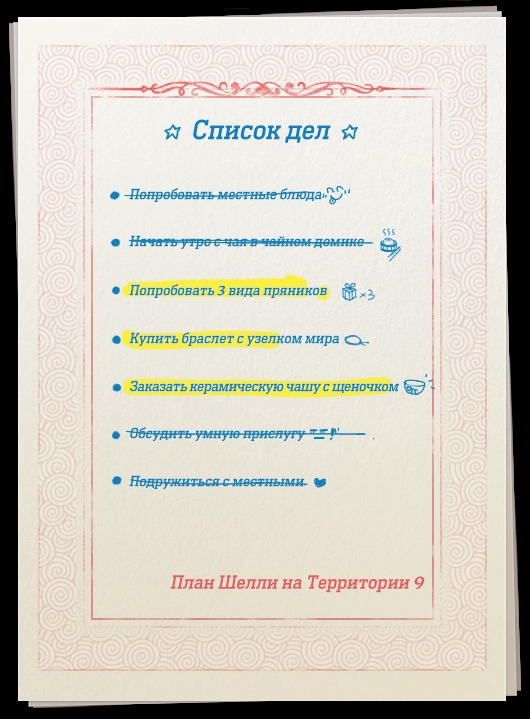 Список дел
Попробовать местные блюда
Начать утро с чая в чайном домике
Попробовать 3 вида пряников ×3
Купить браслет с узелком мира
Заказать керамическую чашу с щеночком
Обсудить умную прислугу
Подружиться с местными
План Шелли на Территории 9